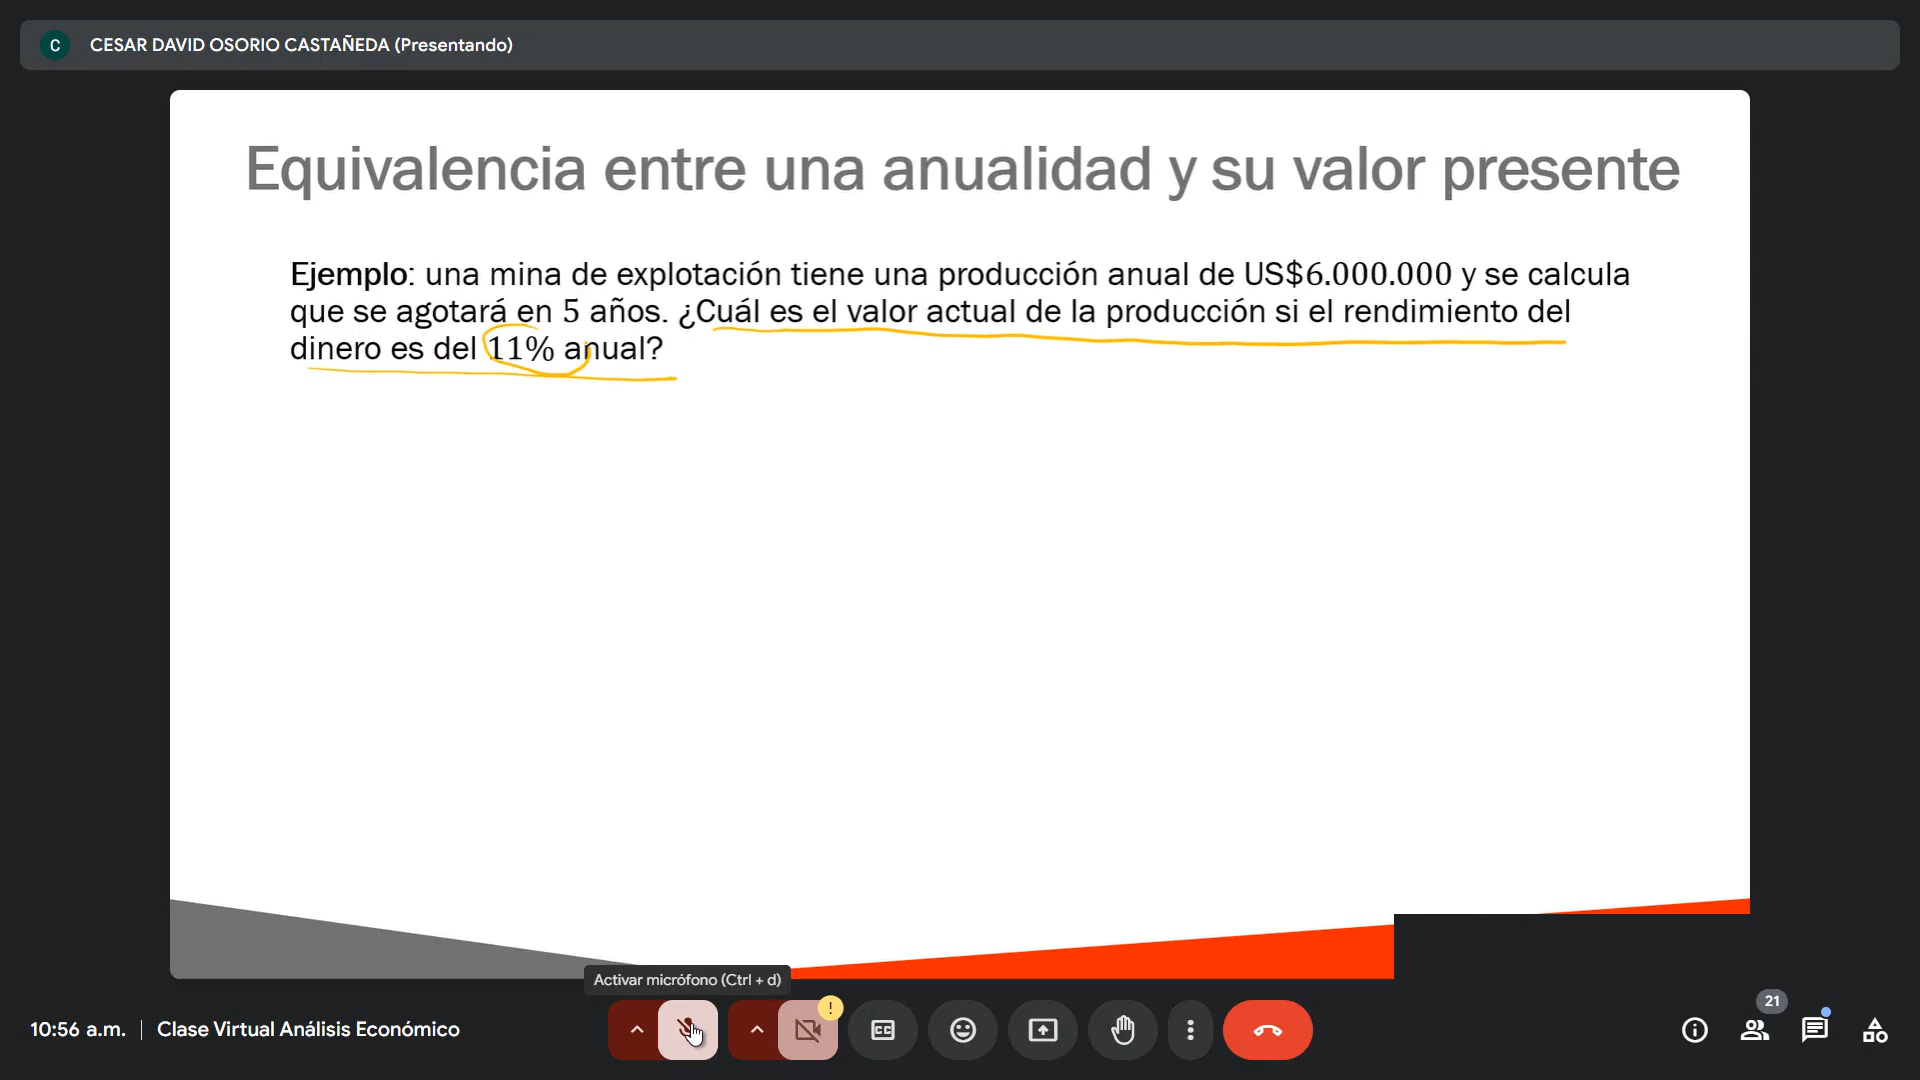 C CESAR DAVID OSORIO CASTAÑEDA (Presentando)
Equivalencia entre una anualidad y su valor presente
Ejemplo: una mina de explotación tiene una producción anual de US$6.000.000 y se calcula
que se agotará en 5 años. ¿Cuál es el valor actual de la producción si el rendimiento del
dinero es del 11% anual?
Activar micrófono (Ctrl + d)
!
21
10:56 a.m. | Clase Virtual Análisis Económico
CC